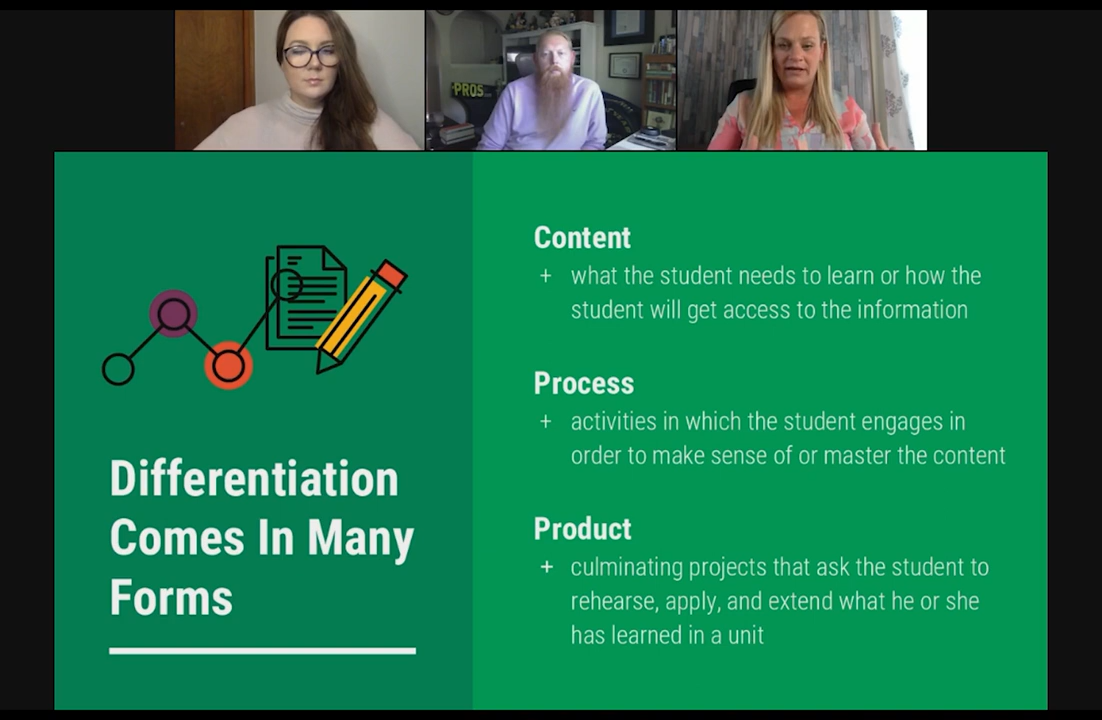 PROS
Differentiation
Comes In Many
Forms
Content
+ what the student needs to learn or how the
student will get access to the information
Process
+ activities in which the student engages in
order to make sense of or master the content
Product
+ culminating projects that ask the student to
rehearse, apply, and extend what he or she
has learned in a unit